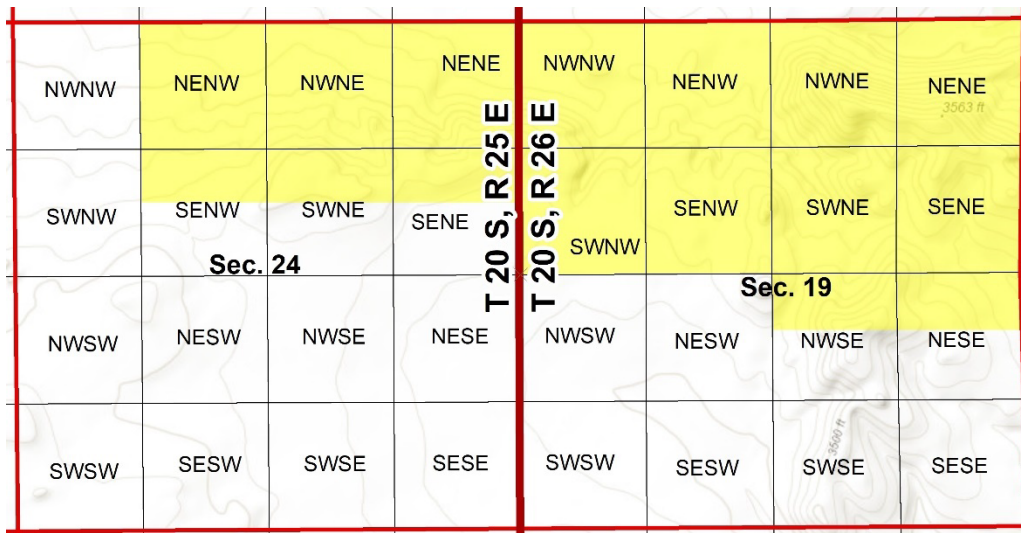 NWNW NENW NWNE NENE NWNW NENW NWNE NENE
3563 ft
SWNW SENW SWNE SENE SWNW SENW SWNE SENE
T 20 S, R 25 E
T 20 S, R 26 E
Sec. 24
Sec. 19
NWSW NESW NWSE NESE NWSW NESW NWSE NESE
3500 ft
SWSW SESW SWSE SESE SWSW SESW SWSE SESE